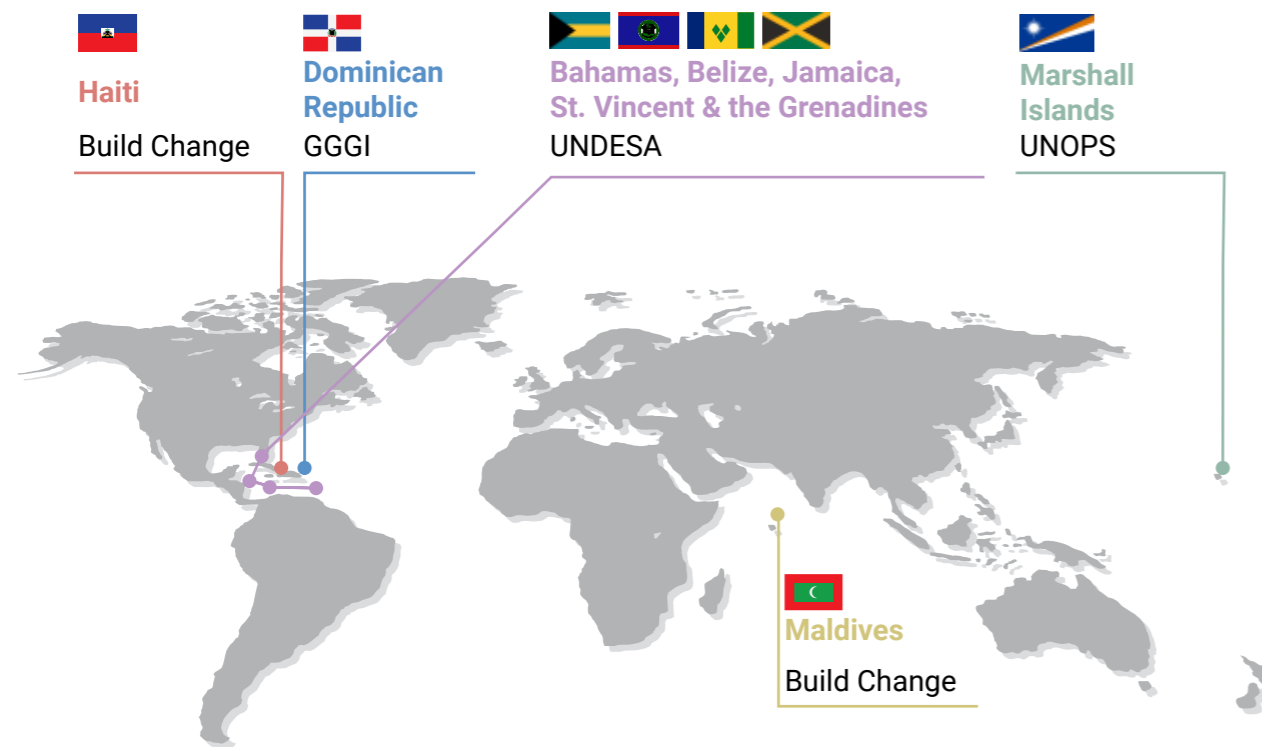 Haiti
Build Change
Dominican
Republic
GGGI
Bahamas, Belize, Jamaica,
St. Vincent & the Grenadines
UNDESA
Marshall
Islands
UNOPS
Maldives
Build Change